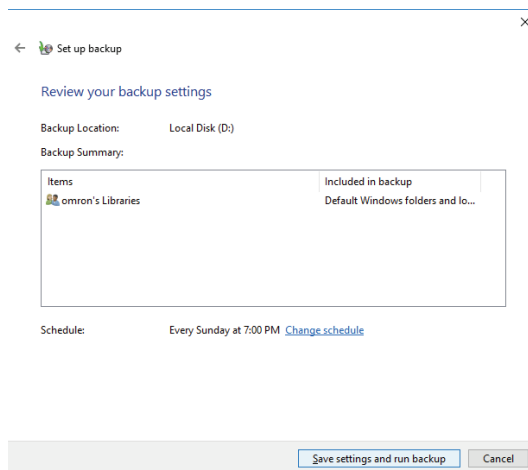 Set up backup
Review your backup settings
Backup Location: Local Disk (D:)
Backup Summary:
Items Included in backup
omron's Libraries Default Windows folders and lo...
Schedule: Every Sunday at 7:00 PM Change schedule
Save settings and run backup Cancel